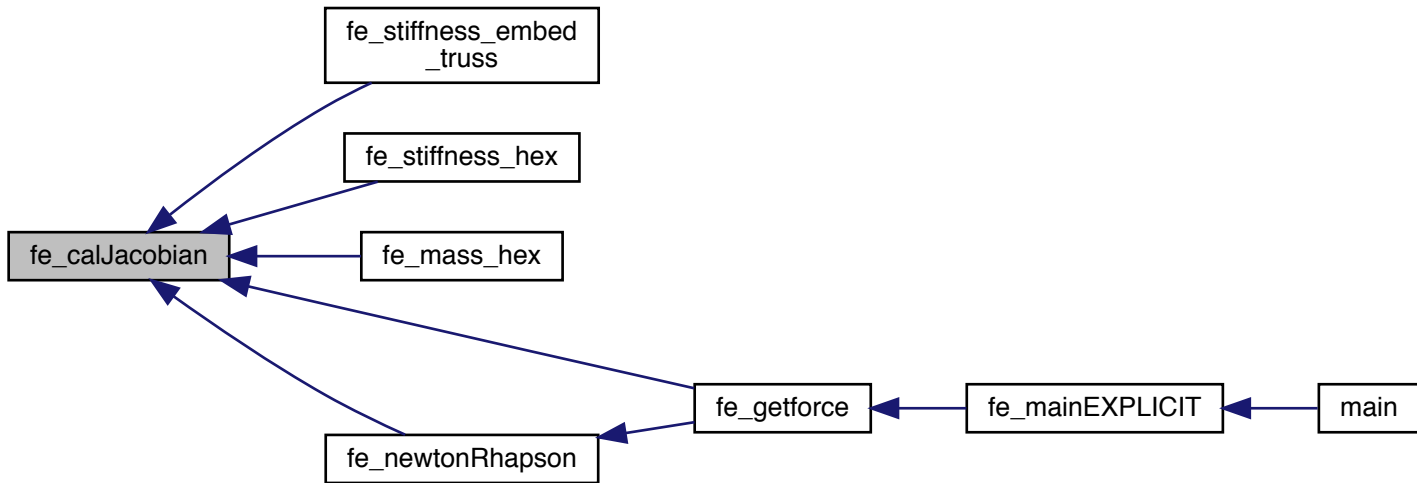 fe_stiffness_embed
_truss
fe_stiffness_hex
fe_calJacobian
fe_mass_hex
fe_getforce
fe_mainEXPLICIT
main
fe_newtonRhapson